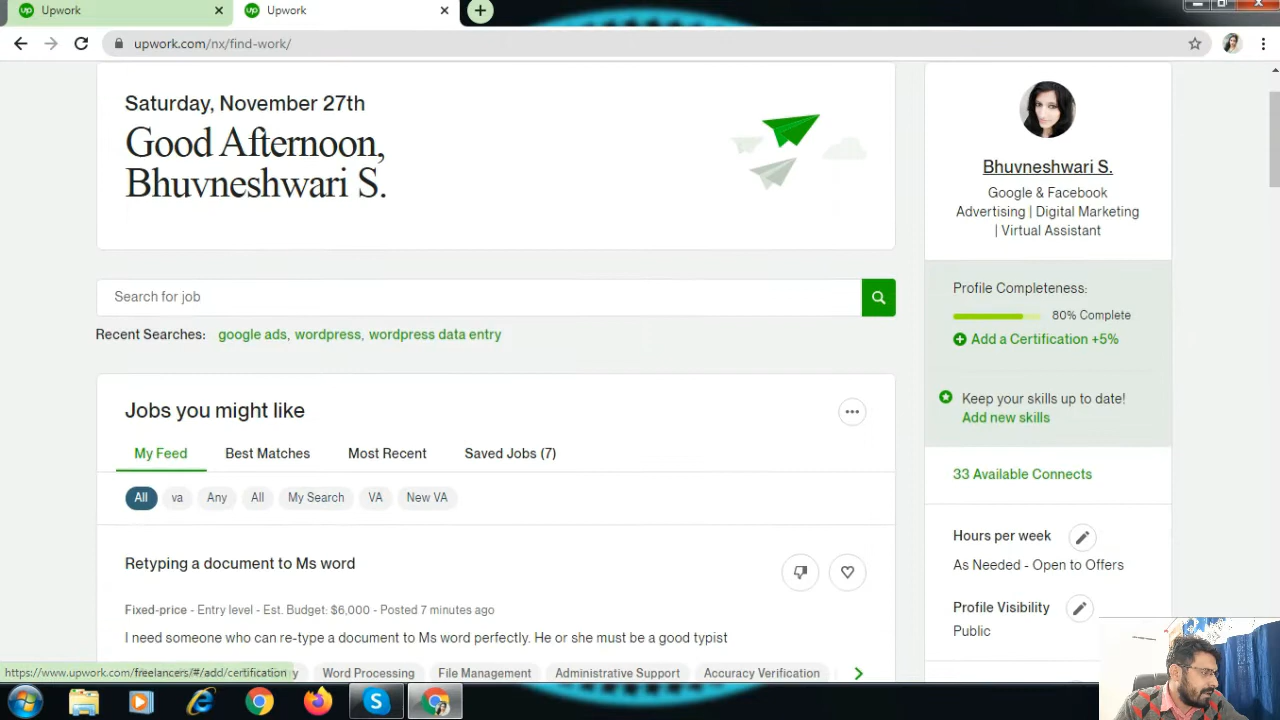 Upwork
Upwork
upwork.com/nx/find-work/
Saturday, November 27th
Good Afternoon,
Bhuvneshwari S.
Search for job
Recent Searches: google ads, wordpress, wordpress data entry
Jobs you might like
My Feed Best Matches Most Recent Saved Jobs (7)
All va Any All My Search VA New VA
Retyping a document to Ms word
Fixed-price - Entry level - Est. Budget: $6,000 - Posted 7 minutes ago
I need someone who can re-type a document to Ms word perfectly. He or she must be a good typist
Word Processing File Management Administrative Support Accuracy Verification
https://www.upwork.com/freelancers/#/add/certification
Bhuvneshwari S.
Google & Facebook
Advertising | Digital Marketing
| Virtual Assistant
Profile Completeness:
80% Complete
Add a Certification +5%
Keep your skills up to date!
Add new skills
33 Available Connects
Hours per week
As Needed - Open to Offers
Profile Visibility
Public